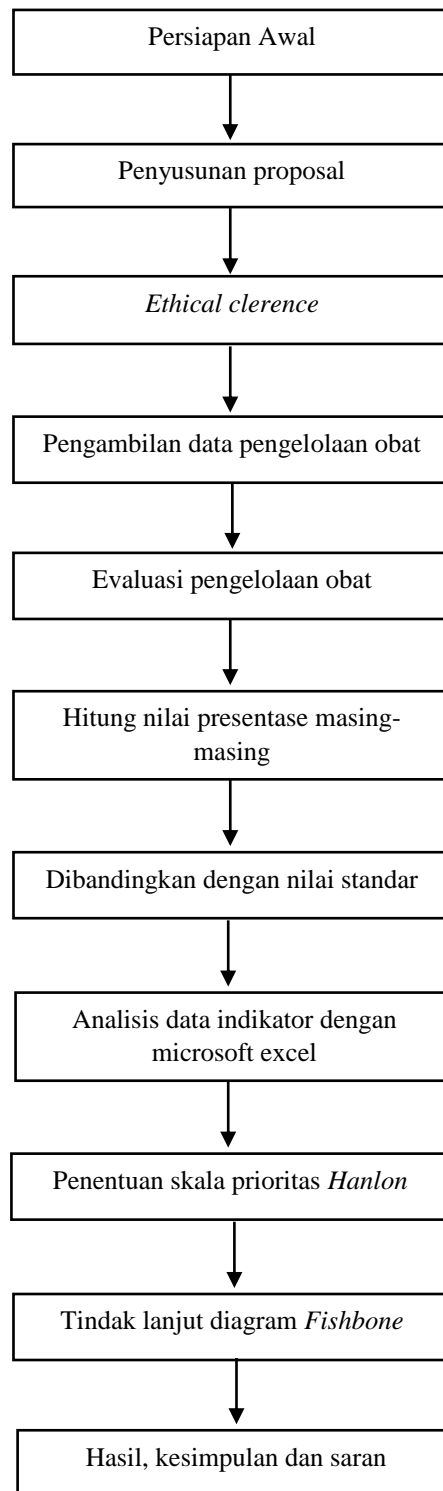 Persiapan Awal
Penyusunan proposal
Ethical clerence
Pengambilan data pengelolaan obat
Evaluasi pengelolaan obat
Hitung nilai presentase masing-
masing
Dibandingkan dengan nilai standar
Analisis data indikator dengan
microsoft excel
Penentuan skala prioritas Hanlon
Tindak lanjut diagram Fishbone
Hasil, kesimpulan dan saran